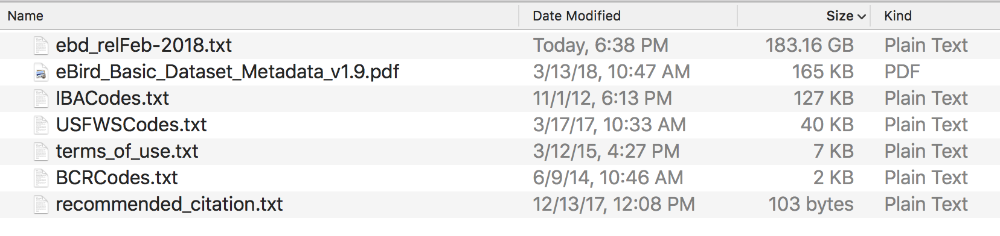 Name Date Modified Size Kind
ebd_relFeb-2018.txt Today, 6:38 PM 183.16 GB Plain Text
eBird_Basic_Dataset_Metadata_v1.9.pdf 3/13/18, 10:47 AM 165 KB PDF
IBACodes.txt 11/1/12, 6:13 PM 127 KB Plain Text
USFWSCodes.txt 3/17/17, 10:33 AM 40 KB Plain Text
terms_of_use.txt 3/12/15, 4:27 PM 7 KB Plain Text
BCRCodes.txt 6/9/14, 10:46 AM 2 KB Plain Text
recommended_citation.txt 12/13/17, 12:08 PM 103 bytes Plain Text